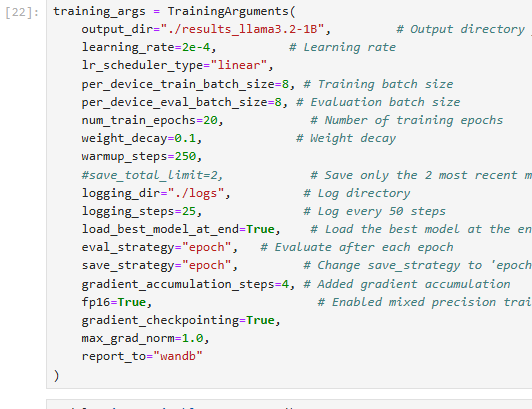 [22]: training_args = TrainingArguments(
    output_dir="./results_llama3.2-1B",         # Output directory
    learning_rate=2e-4,          # Learning rate
    lr_scheduler_type="linear",
    per_device_train_batch_size=8, # Training batch size
    per_device_eval_batch_size=8, # Evaluation batch size
    num_train_epochs=20,            # Number of training epochs
    weight_decay=0.1,             # Weight decay
    warmup_steps=250,
    #save_total_limit=2,            # Save only the 2 most recent m
    logging_dir="./logs",          # Log directory
    logging_steps=25,              # Log every 50 steps
    load_best_model_at_end=True,    # Load the best model at the en
    eval_strategy="epoch",   # Evaluate after each epoch
    save_strategy="epoch",         # Change save_strategy to 'epoch
    gradient_accumulation_steps=4, # Added gradient accumulation
    fp16=True,                       # Enabled mixed precision trai
    gradient_checkpointing=True,
    max_grad_norm=1.0,
    report_to="wandb"
)